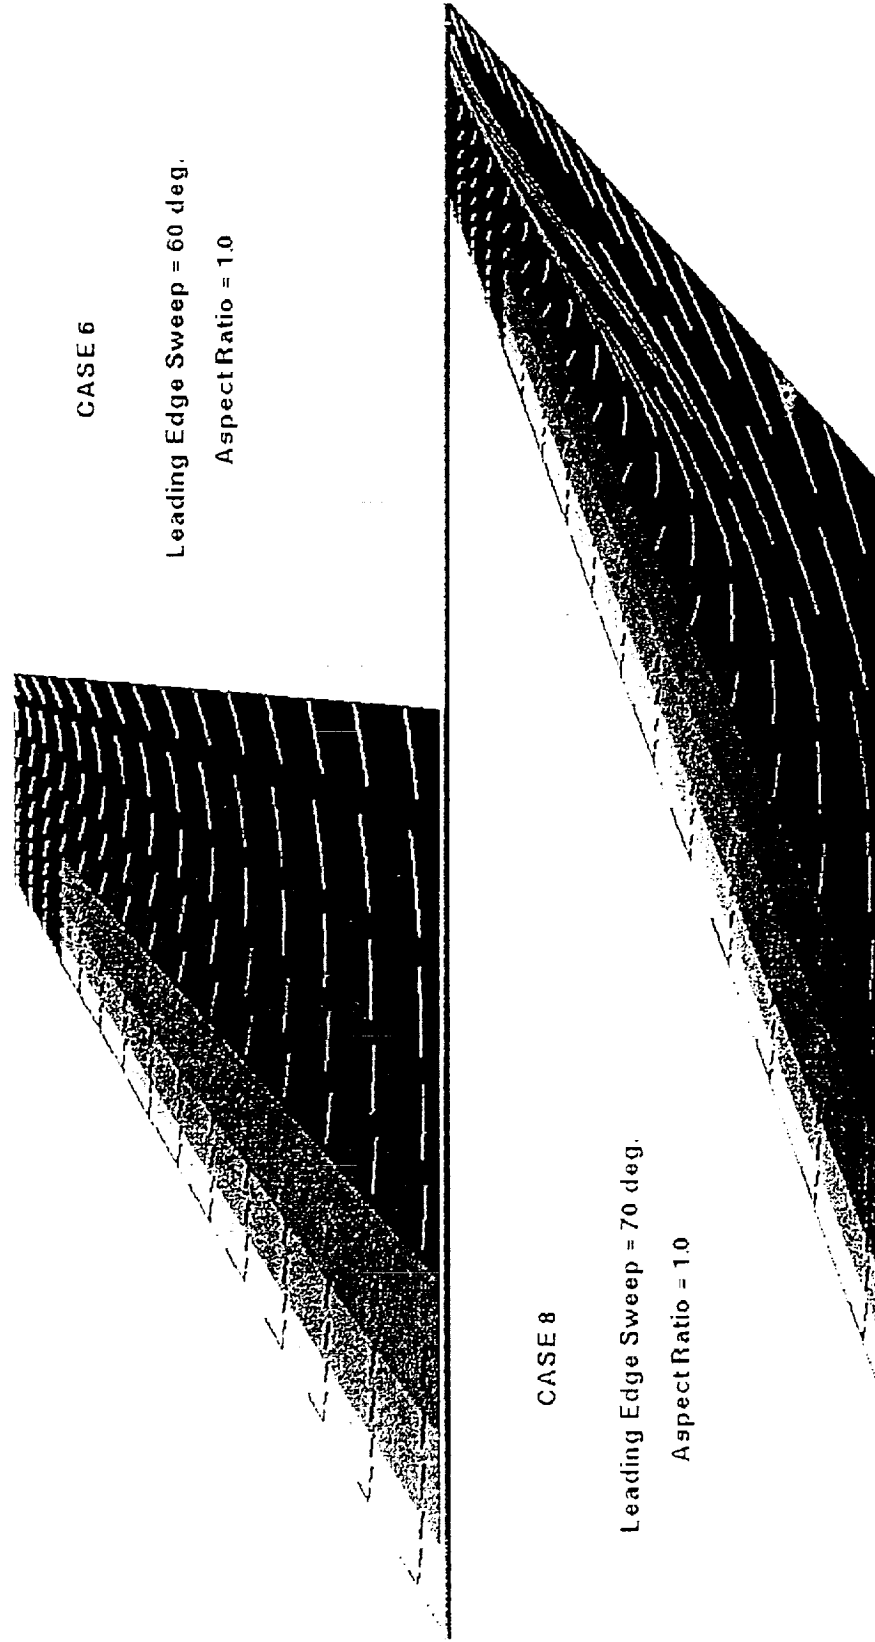 CASE 6
Leading Edge Sweep = 60 deg.
Aspect Ratio = 1.0
CASE 8
Leading Edge Sweep = 70 deg.
Aspect Ratio = 1.0